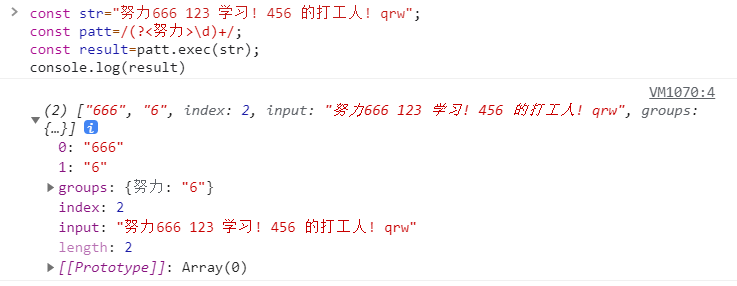 const str="努力666 123 学习! 456 的打工人! qrw";
const patt=/(?<努力>\d)+/;
const result=patt.exec(str);
console.log(result)
VM1070:4
(2) ["666", "6", index: 2, input: "努力666 123 学习! 456 的打工人! qrw", groups:
{…}]
0: "666"
1: "6"
groups: {努力: "6"}
index: 2
input: "努力666 123 学习! 456 的打工人! qrw"
length: 2
[[Prototype]]: Array(0)